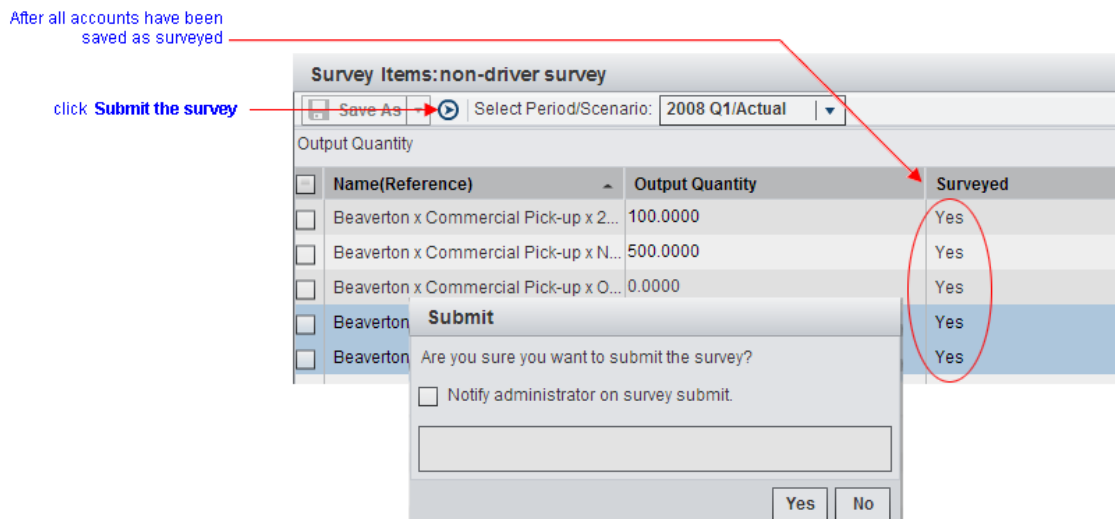 After all accounts have been
saved as surveyed
click Submit the survey
Survey Items:non-driver survey
Save As
Select Period/Scenario: 2008 Q1/Actual
Output Quantity
Name(Reference) Output Quantity Surveyed
Beaverton x Commercial Pick-up x 2... 100.0000 Yes
Beaverton x Commercial Pick-up x N... 500.0000 Yes
Beaverton x Commercial Pick-up x O... 0.0000 Yes
Beaverton Yes
Beaverton Yes
Submit
Are you sure you want to submit the survey?
Notify administrator on survey submit.
Yes No